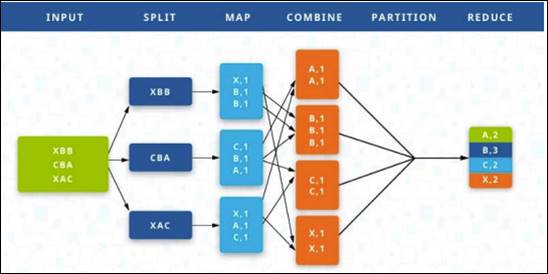 INPUT SPLIT MAP COMBINE PARTITION REDUCE
XBB
CBA
XAC
XBB
CBA
XAC
X,1
B,1
B,1
C,1
B,1
A,1
X,1
A,1
C,1
A,1
A,1
B,1
B,1
B,1
C,1
C,1
X,1
X,1
A,2
B,3
C,2
X,2